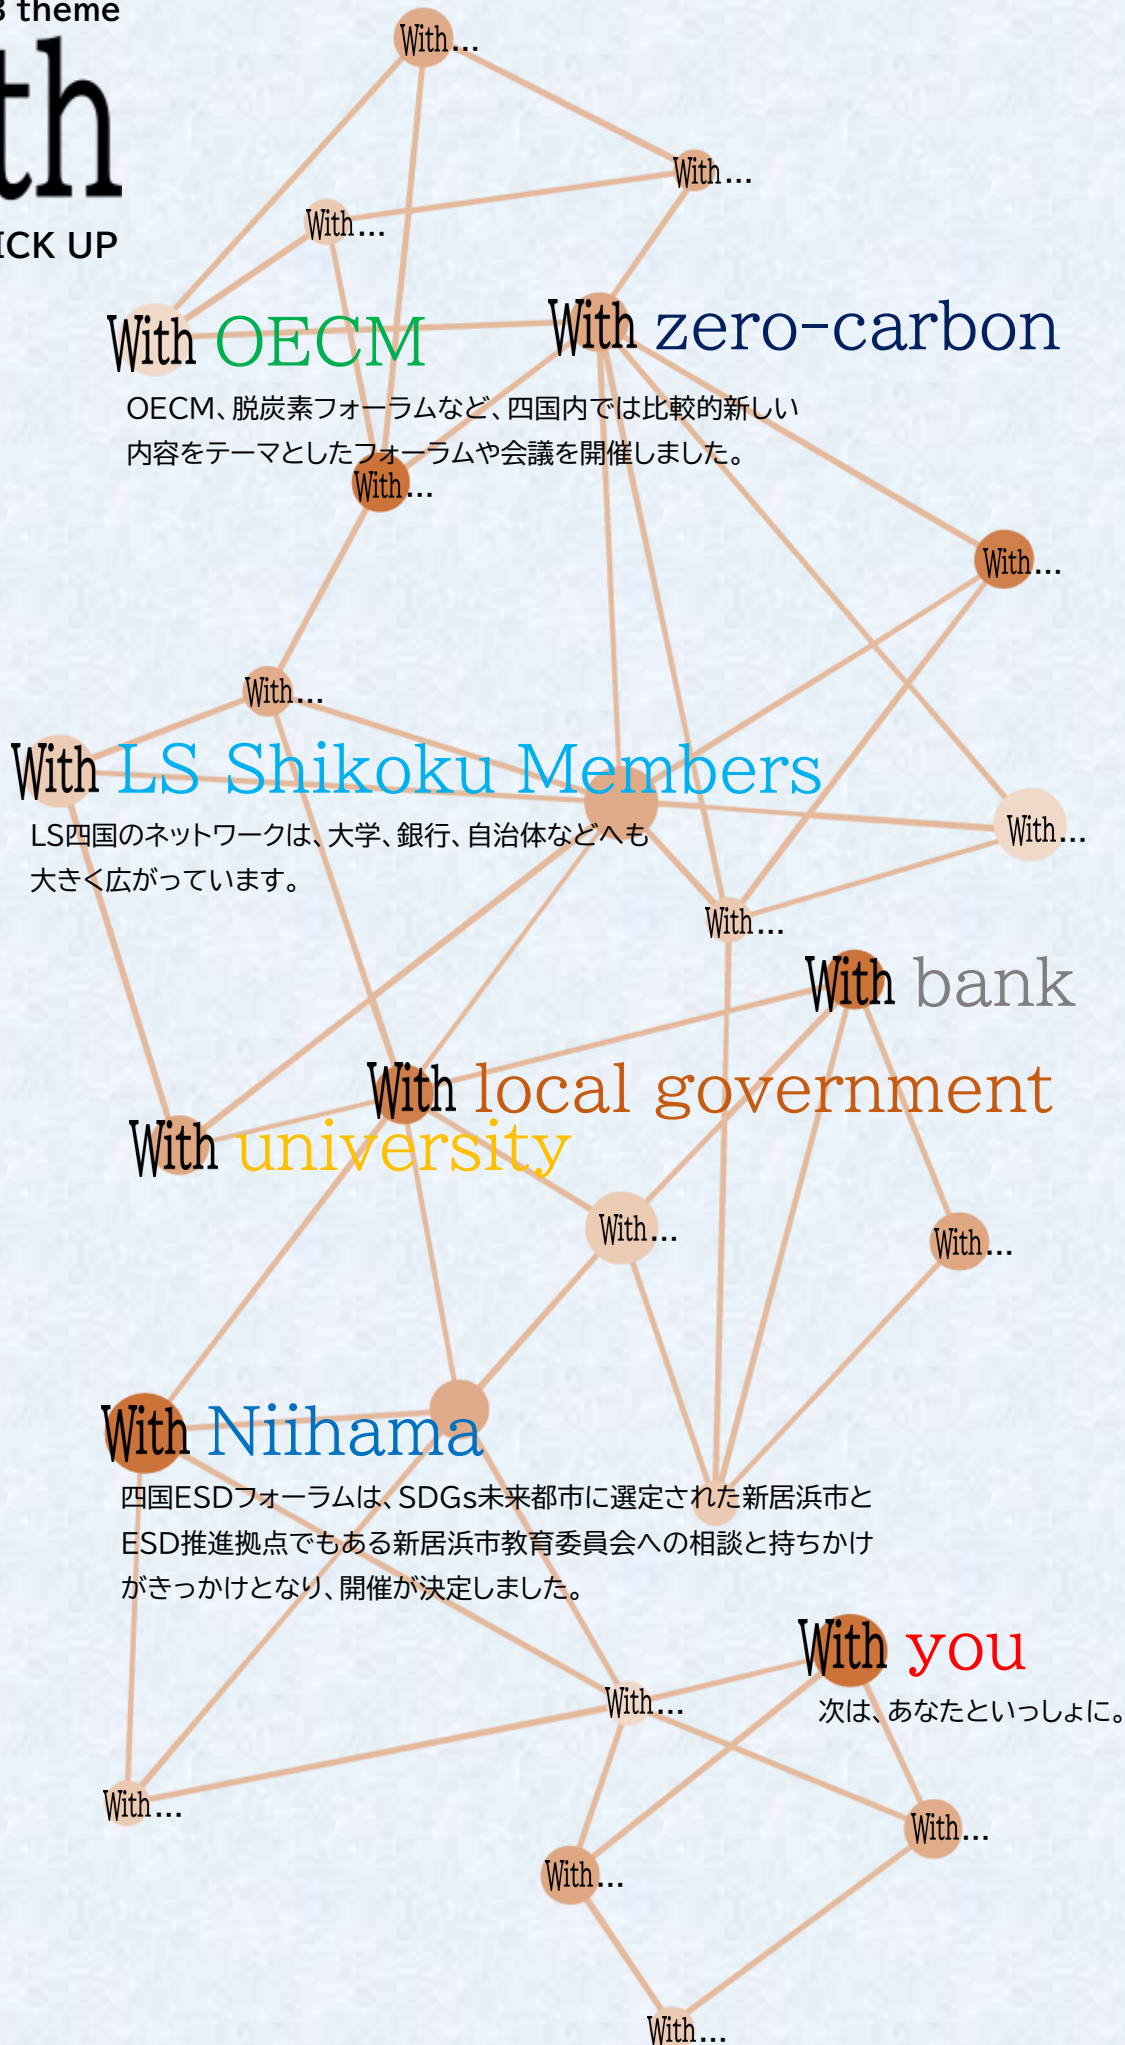 3 theme
th
ICK UP
With...
With...
With...
With OECM
With zero-carbon
OECM、脱炭素フォーラムなど、四国内では比較的新しい
内容をテーマとしたフォーラムや会議を開催しました。
With...
With...
With...
With LS Shikoku Members
LS四国のネットワークは、大学、銀行、自治体などへも
大きく広がっています。
With...
With...
With bank
With local government
With university
With...
With...
With Niihama
四国ESDフォーラムは、SDGs未来都市に選定された新居浜市と
ESD推進拠点でもある新居浜市教育委員会への相談と持ちかけ
がきっかけとなり、開催が決定しました。
With you
次は、あなたといっしょに。
With...
With...
With...
With...
With...